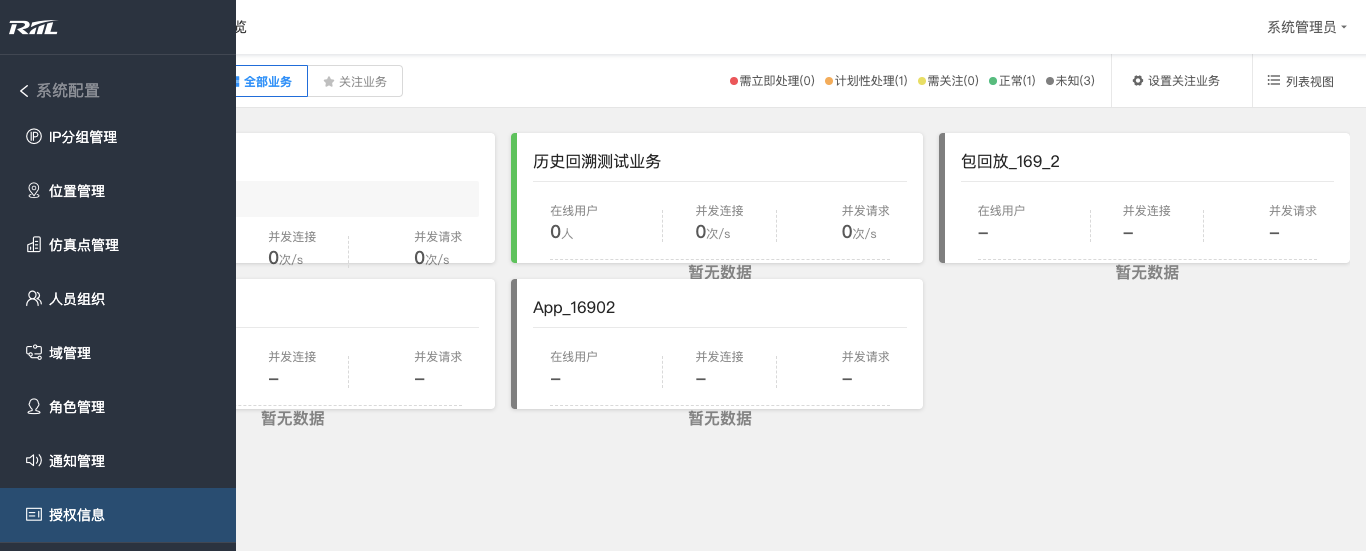 RIIL
系统配置
IP分组管理
位置管理
仿真点管理
人员组织
域管理
角色管理
通知管理
授权信息
览
系统管理员
全部业务
关注业务
需立即处理(0)
计划性处理(1)
需关注(0)
正常(1)
未知(3)
设置关注业务
列表视图
并发连接
并发请求
0次/s
0次/s
历史回溯测试业务
在线用户
并发连接
并发请求
0人
0次/s
0次/s
暂无数据
包回放_169_2
在线用户
并发连接
并发请求
–
–
–
暂无数据
并发连接
并发请求
–
–
暂无数据
App_16902
在线用户
并发连接
并发请求
–
–
–
暂无数据